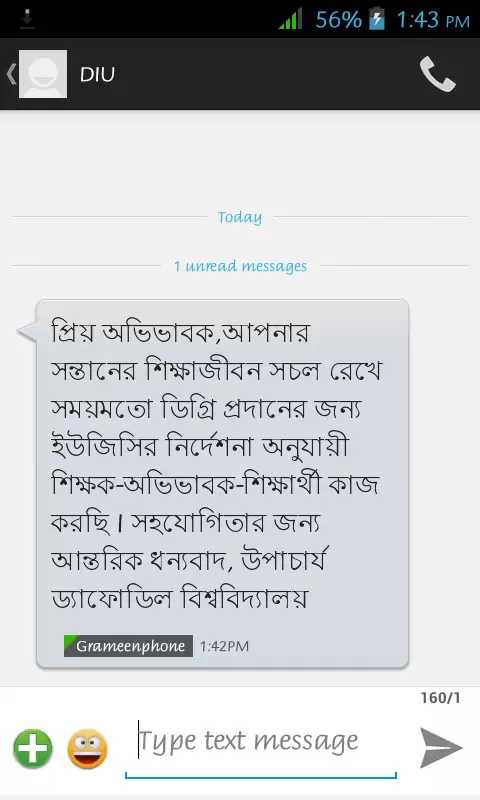 56% 1:43 PM
DIU
Today
1 unread messages
প্রিয় অভিভাবক,আপনার
সন্তানের শিক্ষাজীবন সচল রেখে
সময়মতো ডিগ্রি প্রদানের জন্য
ইউজিসির নির্দেশনা অনুযায়ী
শিক্ষক-অভিভাবক-শিক্ষার্থী কাজ
করছি । সহযোগিতার জন্য
আন্তরিক ধন্যবাদ, উপাচার্য
ড্যাফোডিল বিশ্ববিদ্যালয়
Grameenphone 1:42PM
160/1
Type text message